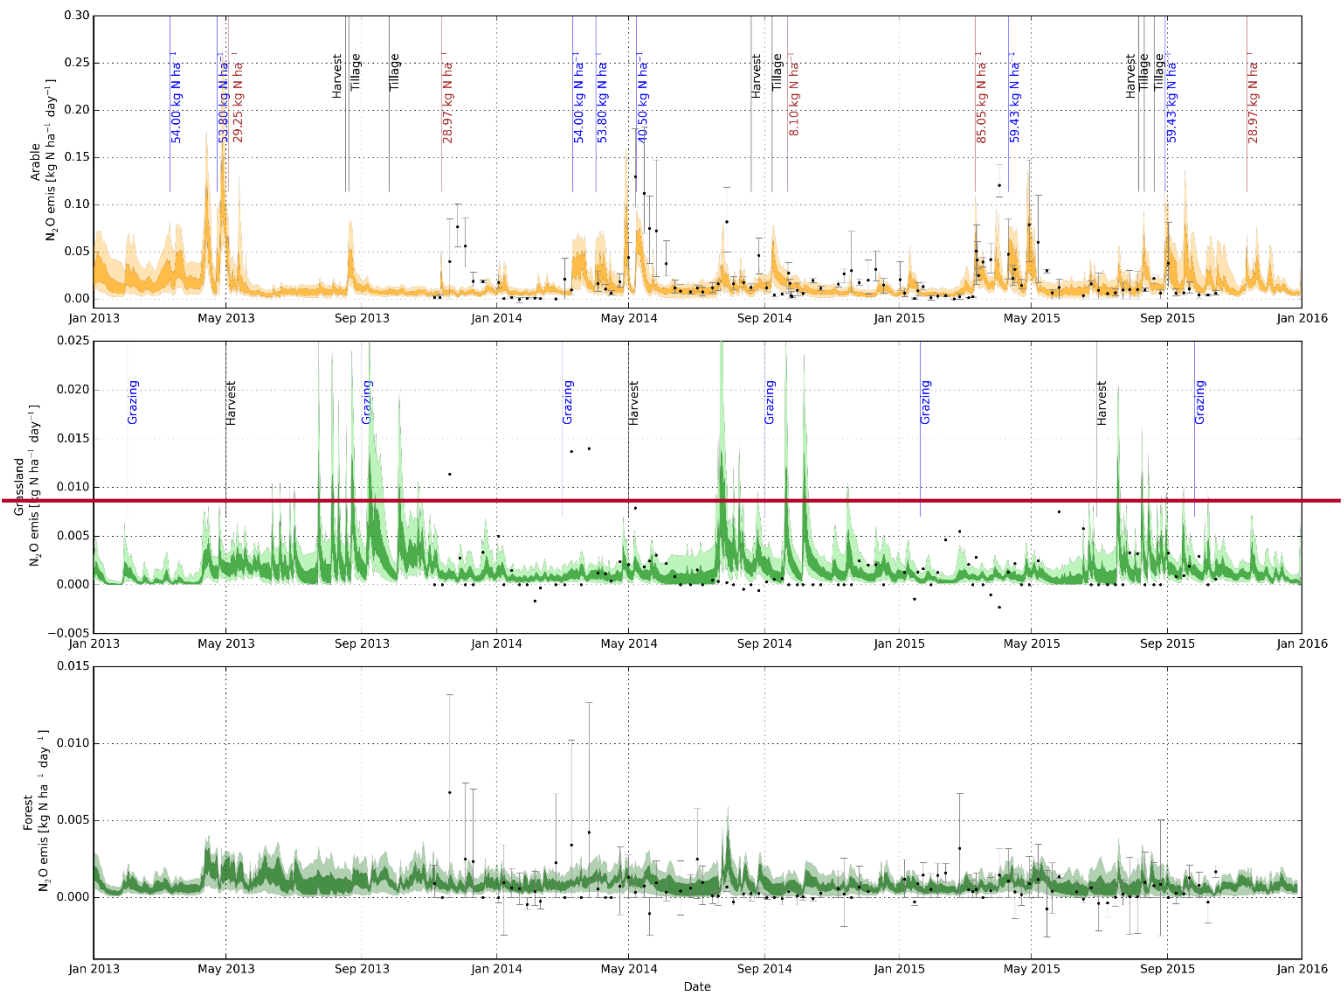 0.30
0.25
0.20
0.15
0.10
0.05
0.00
Arable
N₂O emis [kg N ha⁻¹ day⁻¹]
54.00 kg N ha⁻¹
53.80 kg N ha⁻¹
29.25 kg N ha⁻¹
Harvest
Tillage
Tillage
28.97 kg N ha⁻¹
54.00 kg N ha⁻¹
53.80 kg N ha⁻¹
40.50 kg N ha⁻¹
Harvest
Tillage
8.10 kg N ha⁻¹
85.05 kg N ha⁻¹
59.43 kg N ha⁻¹
Harvest
Tillage
Tillage
59.43 kg N ha⁻¹
28.97 kg N ha⁻¹
Jan 2013 May 2013 Sep 2013 Jan 2014 May 2014 Sep 2014 Jan 2015 May 2015 Sep 2015 Jan 2016
0.025
0.020
0.015
0.010
0.005
0.000
−0.005
Grassland
N₂O emis [kg N ha⁻¹ day⁻¹]
Grazing
Harvest
Grazing
Grazing
Harvest
Grazing
Grazing
Harvest
Grazing
Jan 2013 May 2013 Sep 2013 Jan 2014 May 2014 Sep 2014 Jan 2015 May 2015 Sep 2015 Jan 2016
0.015
0.010
0.005
0.000
Forest
N₂O emis [kg N ha ¹ day ¹]
Jan 2013 May 2013 Sep 2013 Jan 2014 May 2014 Sep 2014 Jan 2015 May 2015 Sep 2015 Jan 2016
Date